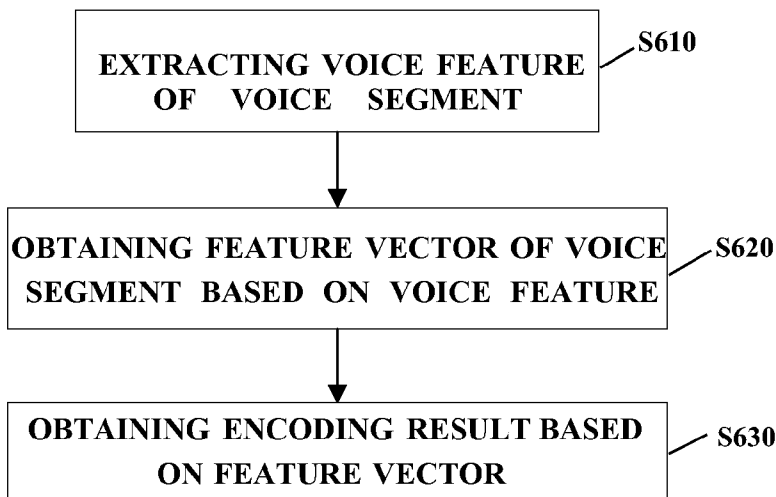 EXTRACTING VOICE FEATURE
OF VOICE SEGMENT
S610
OBTAINING FEATURE VECTOR OF VOICE
SEGMENT BASED ON VOICE FEATURE
S620
OBTAINING ENCODING RESULT BASED
ON FEATURE VECTOR
S630